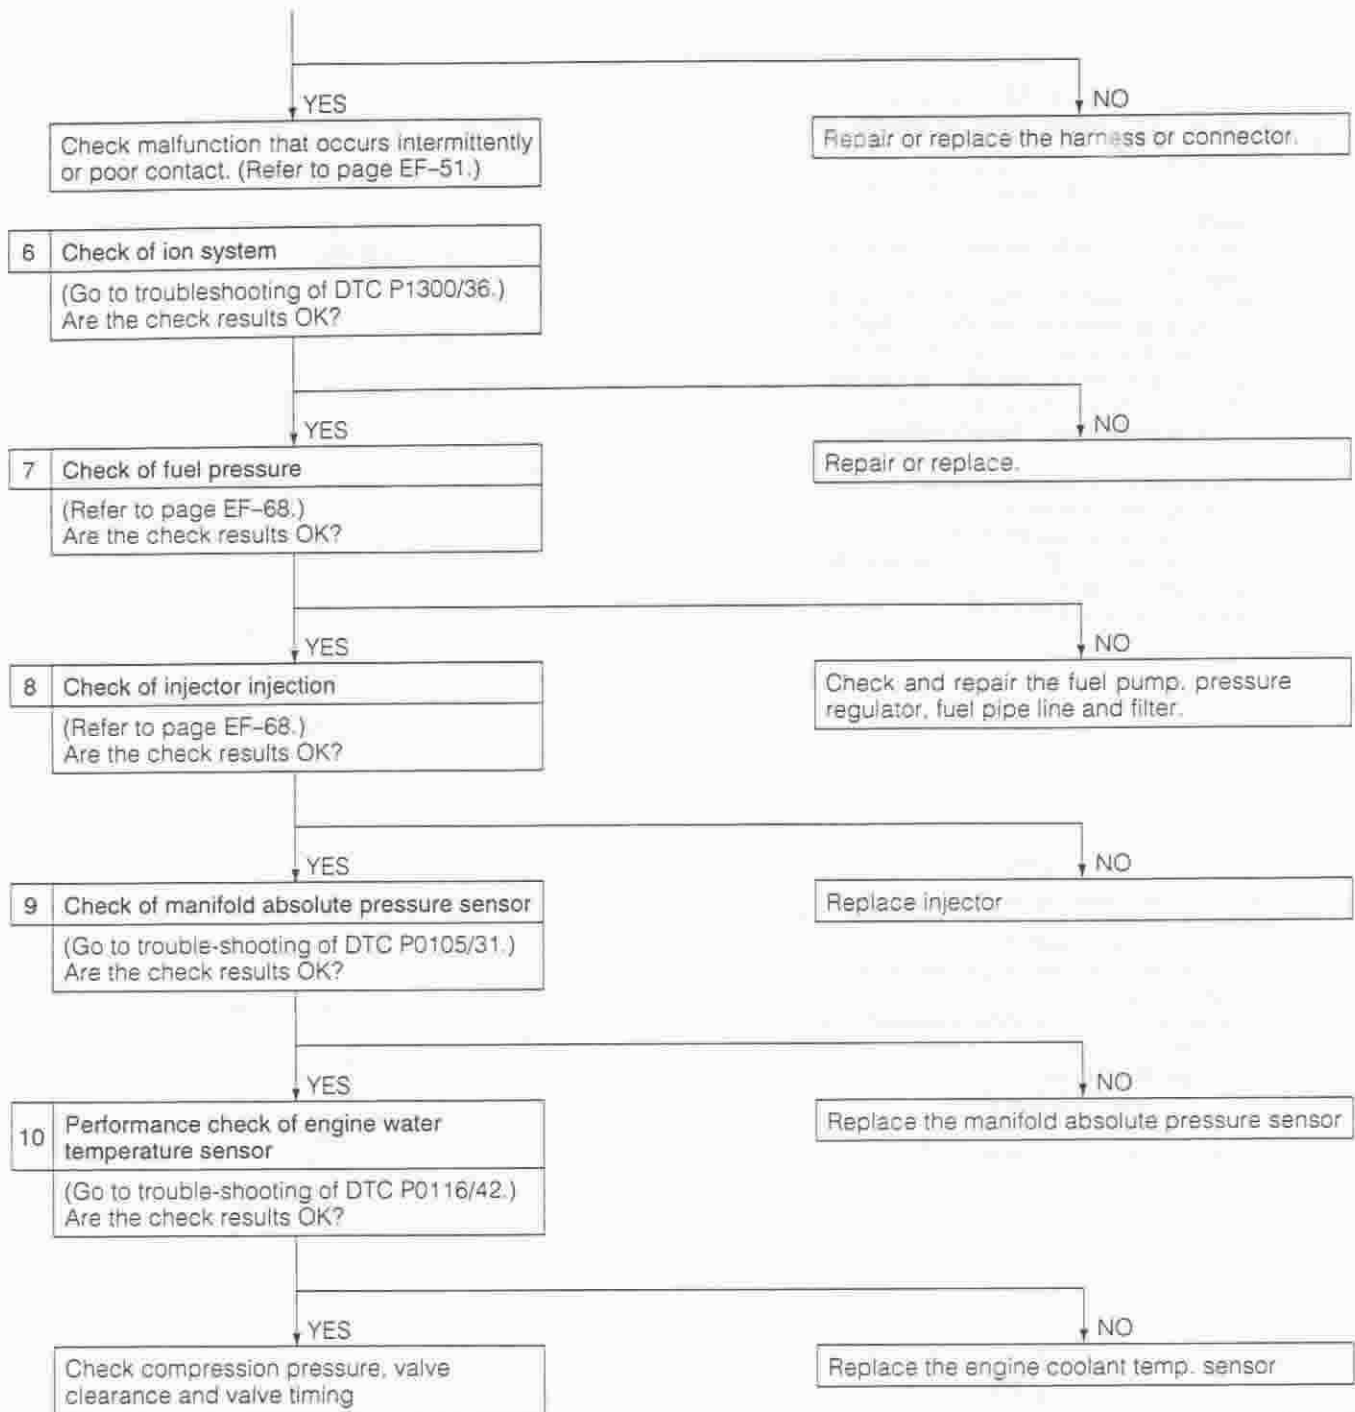 YES
NO
Check malfunction that occurs intermittently
or poor contact. (Refer to page EF–51.)
Repair or replace the harness or connector.
6 Check of ion system
(Go to troubleshooting of DTC P1300/36.)
Are the check results OK?
YES
NO
7 Check of fuel pressure
Repair or replace.
(Refer to page EF–68.)
Are the check results OK?
YES
NO
8 Check of injector injection
Check and repair the fuel pump, pressure
regulator, fuel pipe line and filter.
(Refer to page EF–68.)
Are the check results OK?
YES
NO
9 Check of manifold absolute pressure sensor
Replace injector
(Go to trouble-shooting of DTC P0105/31.)
Are the check results OK?
YES
NO
10 Performance check of engine water
temperature sensor
Replace the manifold absolute pressure sensor
(Go to trouble-shooting of DTC P0116/42.)
Are the check results OK?
YES
NO
Check compression pressure, valve
clearance and valve timing
Replace the engine coolant temp. sensor